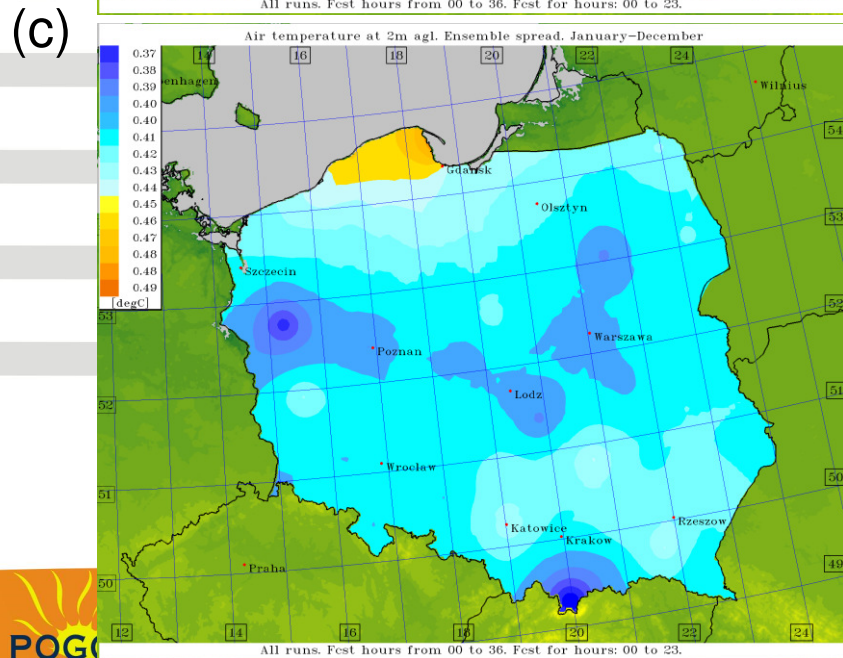 All runs. Fcst hours from 00 to 36. Fcst for hours: 00 to 23.
(c)
Air temperature at 2m agl. Ensemble spread. January-December
0.37
0.38
0.39
0.40
0.40
0.41
0.42
0.43
0.44
0.45
0.46
0.47
0.48
0.48
0.49
[degC]
14
16
18
20
22
24
enhagen
Wilnius
54
Gdansk
Olsztyn
53
Szczecin
52
53
Warszawa
Poznan
51
Lodz
52
Wroclaw
50
51
Katowice
Rzeszow
Krakow
49
Praha
50
12
14
16
18
20
22
24
POG
All runs. Fcst hours from 00 to 36. Fcst for hours: 00 to 23.